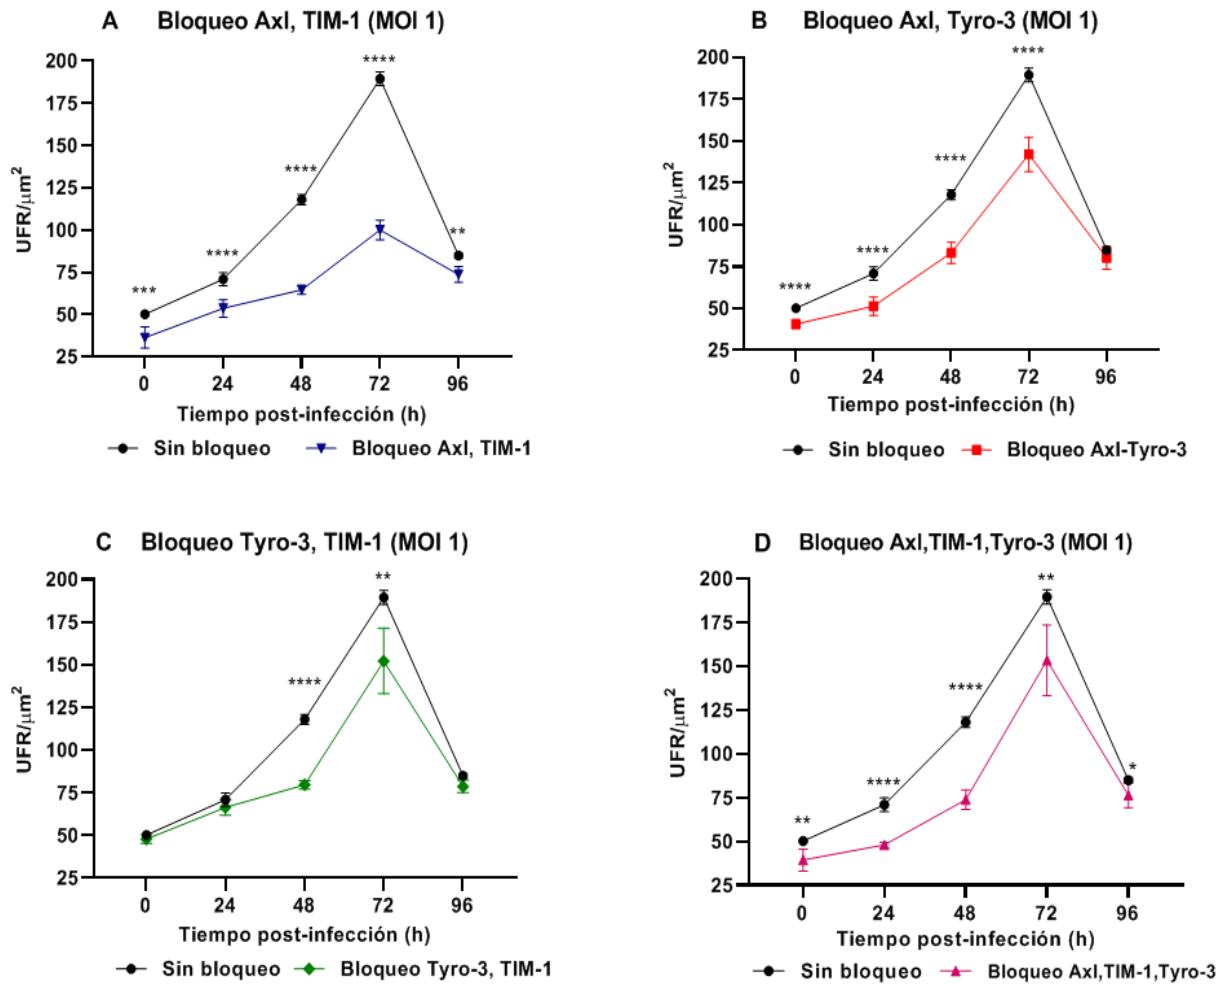 A Bloqueo Axl, TIM-1 (MOI 1)
UFR/μm²
200
175
150
125
100
75
50
25
***
****
****
****
**
0 24 48 72 96
Tiempo post-infección (h)
Sin bloqueo Bloqueo Axl, TIM-1
B Bloqueo Axl, Tyro-3 (MOI 1)
UFR/μm²
200
175
150
125
100
75
50
25
****
****
****
****
0 24 48 72 96
Tiempo post-infección (h)
Sin bloqueo Bloqueo Axl-Tyro-3
C Bloqueo Tyro-3, TIM-1 (MOI 1)
UFR/μm²
200
175
150
125
100
75
50
25
****
**
0 24 48 72 96
Tiempo post-infección (h)
Sin bloqueo Bloqueo Tyro-3, TIM-1
D Bloqueo Axl,TIM-1,Tyro-3 (MOI 1)
UFR/μm²
200
175
150
125
100
75
50
25
**
****
****
**
*
0 24 48 72 96
Tiempo post-infección (h)
Sin bloqueo Bloqueo Axl,TIM-1,Tyro-3